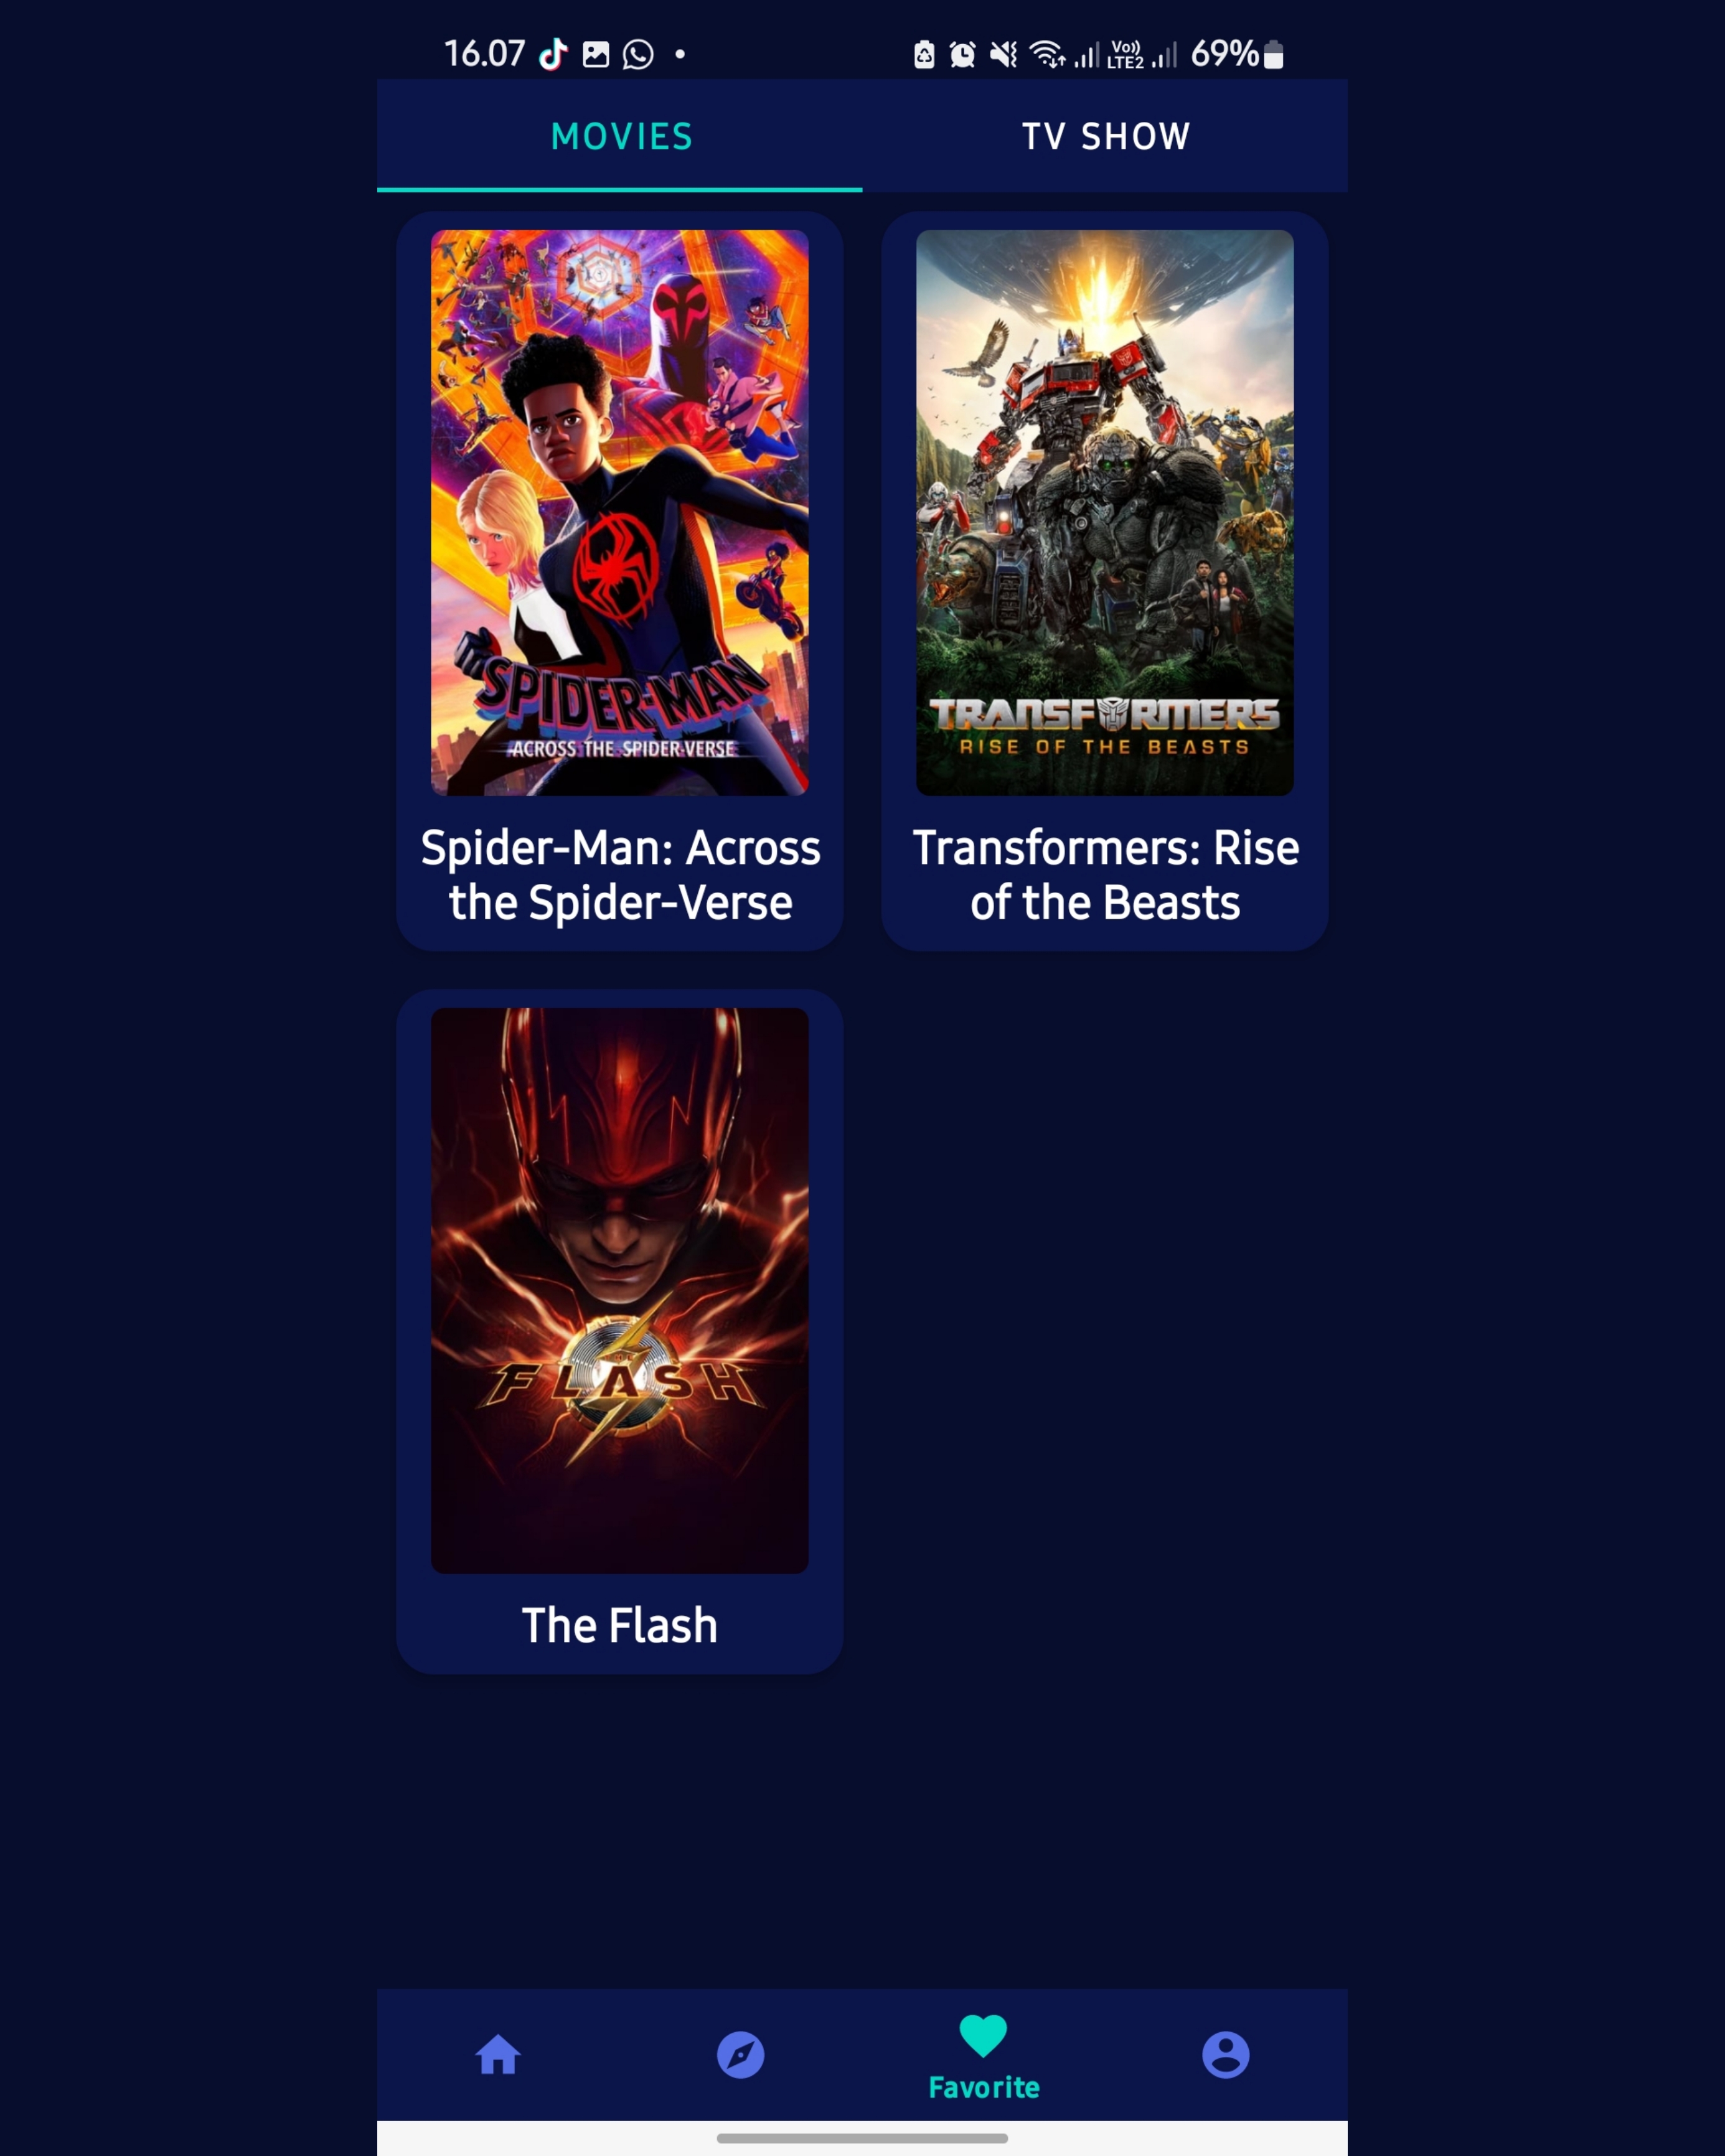 16.07
Vo)) LTE2 69%
MOVIES
TV SHOW
SPIDER-MAN
ACROSS THE SPIDER-VERSE
TRANSFORMERS
RISE OF THE BEASTS
Spider-Man: Across
the Spider-Verse
Transformers: Rise
of the Beasts
FLASH
The Flash
Favorite